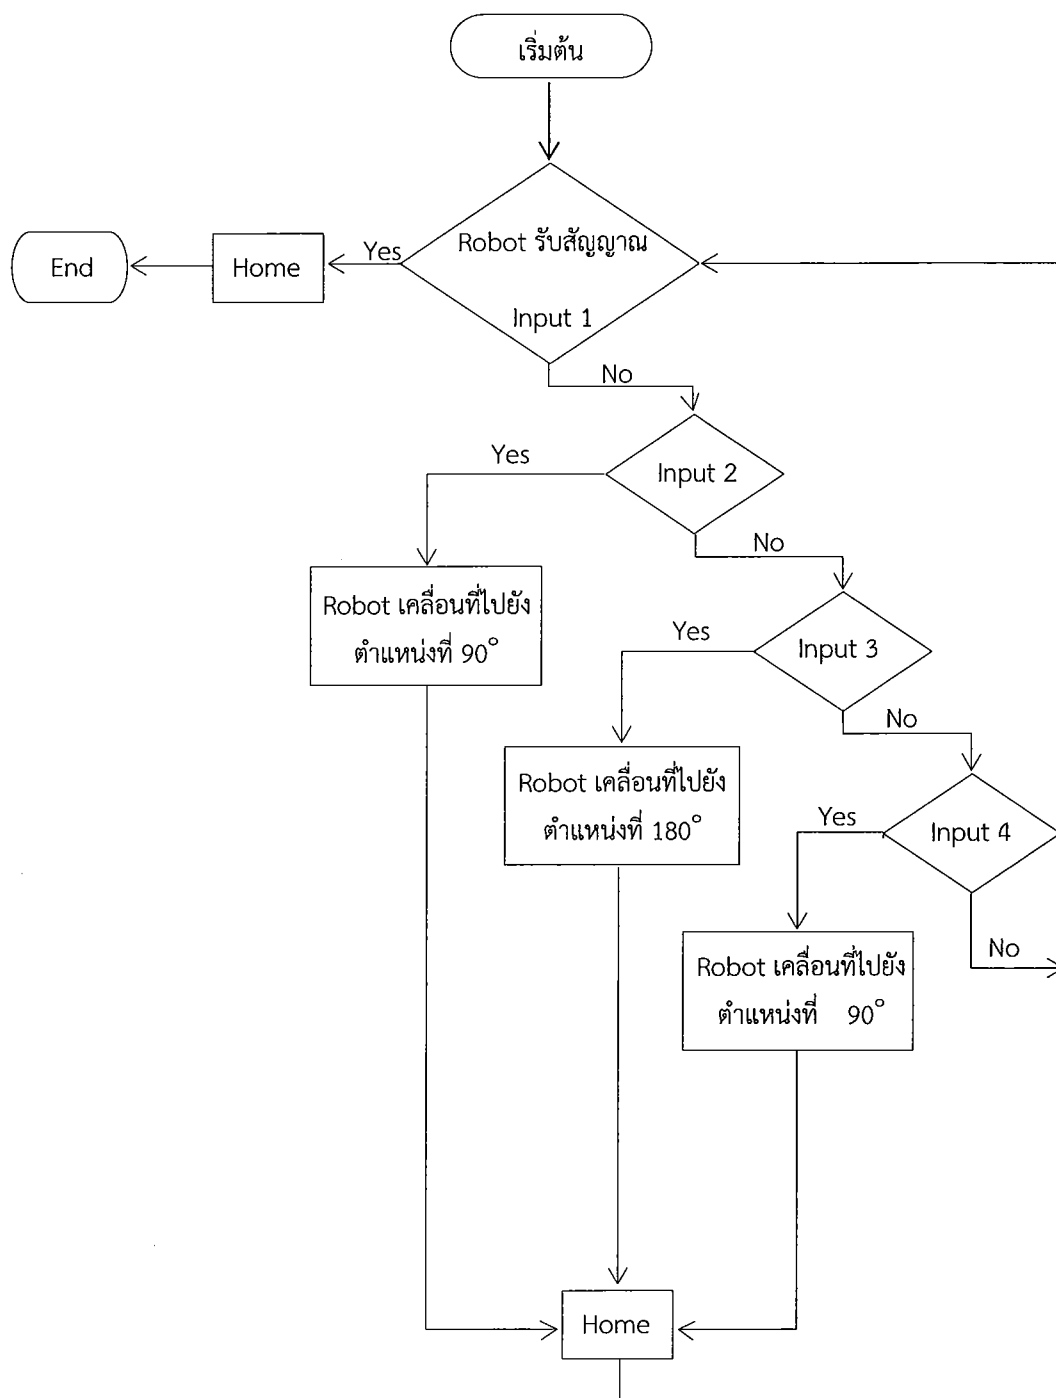 เริ่มต้น
Robot รับสัญญาณ
Input 1
Yes
Home
End
No
Input 2
Yes
No
Robot เคลื่อนที่ไปยัง
ตำแหน่งที่ 90°
Input 3
Yes
No
Robot เคลื่อนที่ไปยัง
ตำแหน่งที่ 180°
Input 4
Yes
No
Robot เคลื่อนที่ไปยัง
ตำแหน่งที่ 90°
Home